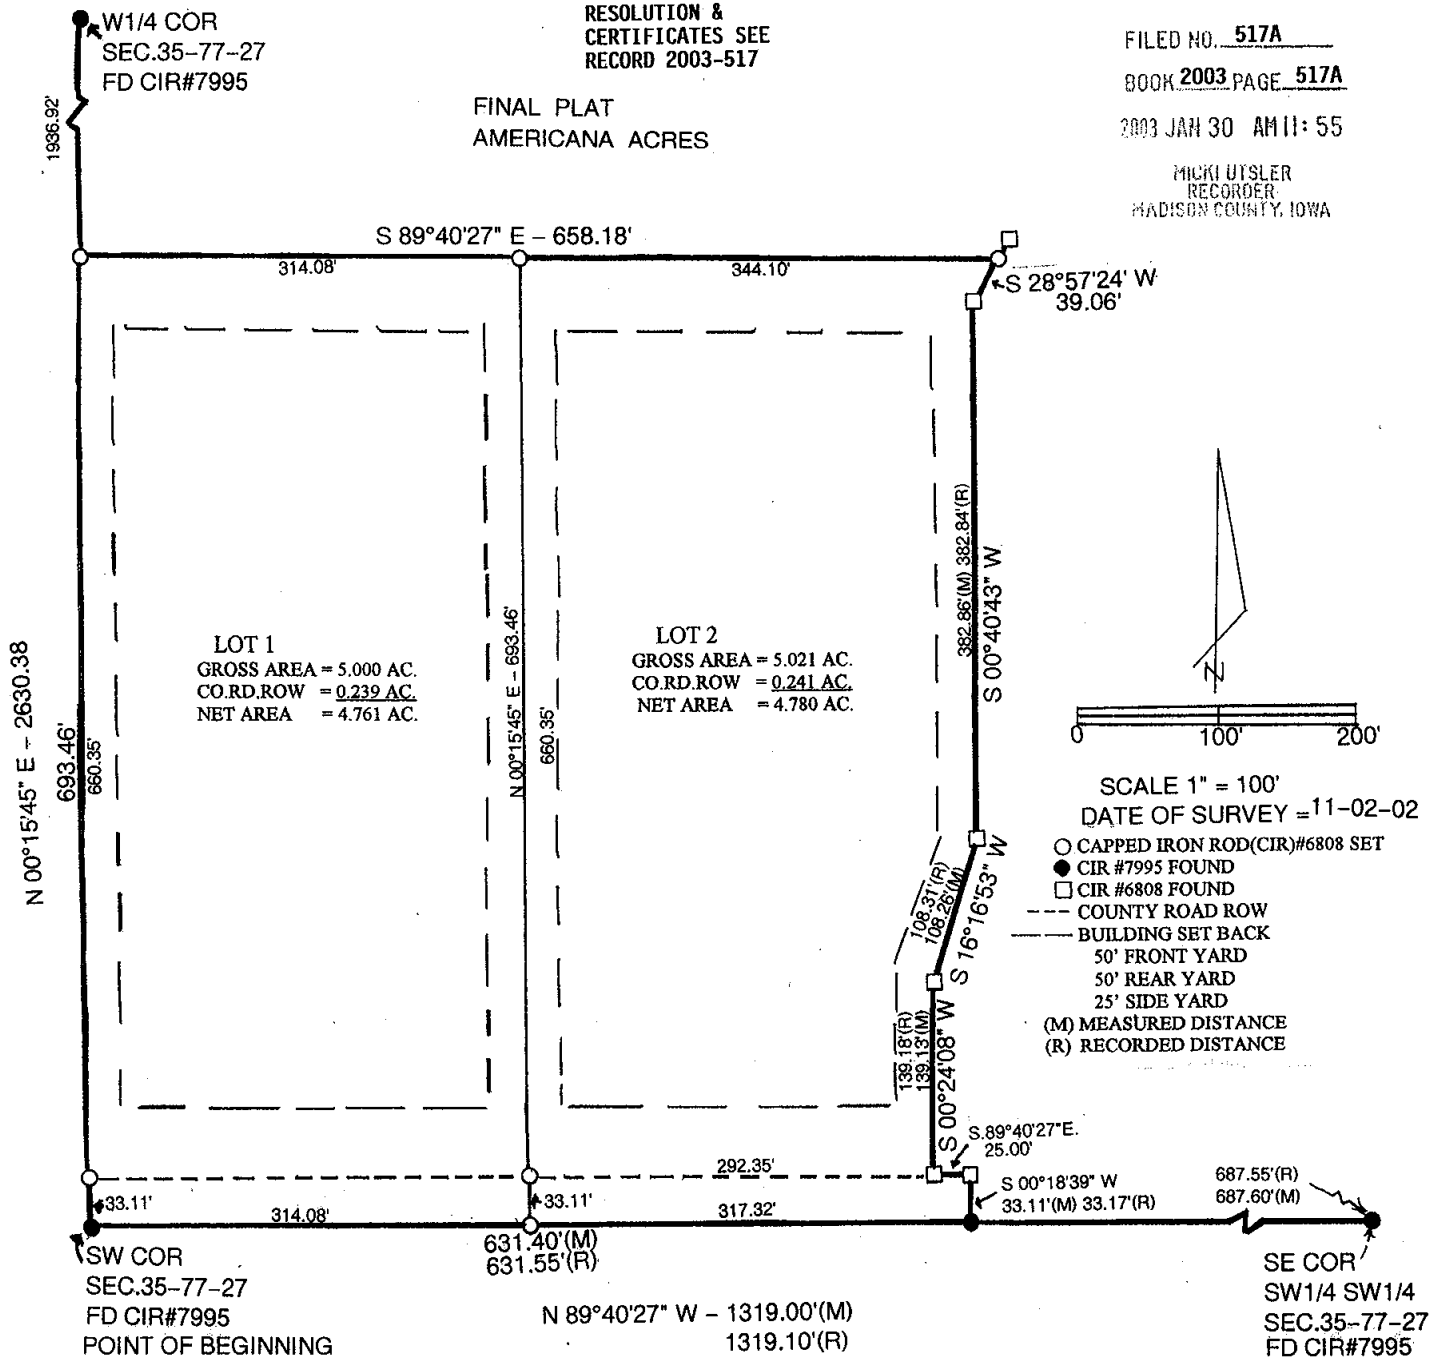 W1/4 COR
SEC.35-77-27
FD CIR#7995
1936.92'
RESOLUTION &
CERTIFICATES SEE
RECORD 2003-517
FINAL PLAT
AMERICANA ACRES
FILED NO. 517A
BOOK 2003 PAGE 517A
2003 JAN 30 AM 11:55
MICKI UTSLER
RECORDER
MADISON COUNTY, IOWA
S 89°40'27" E - 658.18'
314.08'
344.10'
S 28°57'24' W
39.06'
382.86'(M) 382.84'(R)
S 00°40'43" W
N 00°15'45" E - 2630.38
693.46'
660.35'
LOT 1
GROSS AREA = 5.000 AC.
CO.RD.ROW = 0.239 AC.
NET AREA = 4.761 AC.
N 00°15'45" E - 693.46'
660.35'
LOT 2
GROSS AREA = 5.021 AC.
CO.RD.ROW = 0.241 AC.
NET AREA = 4.780 AC.
N
0 100' 200'
SCALE 1" = 100'
DATE OF SURVEY = 11-02-02
CAPPED IRON ROD(CIR)#6808 SET
CIR #7995 FOUND
CIR #6808 FOUND
COUNTY ROAD ROW
BUILDING SET BACK
50' FRONT YARD
50' REAR YARD
25' SIDE YARD
(M) MEASURED DISTANCE
(R) RECORDED DISTANCE
108.31'(R)
108.26'(M)
S 16°16'53" W
139.18'(R)
139.13'(M)
S 00°24'08" W
S.89°40'27"E.
25.00'
292.35'
33.11'
33.11'
S 00°18'39" W
33.11'(M) 33.17'(R)
687.55'(R)
687.60'(M)
314.08'
317.32'
631.40'(M)
631.55'(R)
SW COR
SEC.35-77-27
FD CIR#7995
POINT OF BEGINNING
N 89°40'27" W - 1319.00'(M)
1319.10'(R)
SE COR
SW1/4 SW1/4
SEC.35-77-27
FD CIR#7995